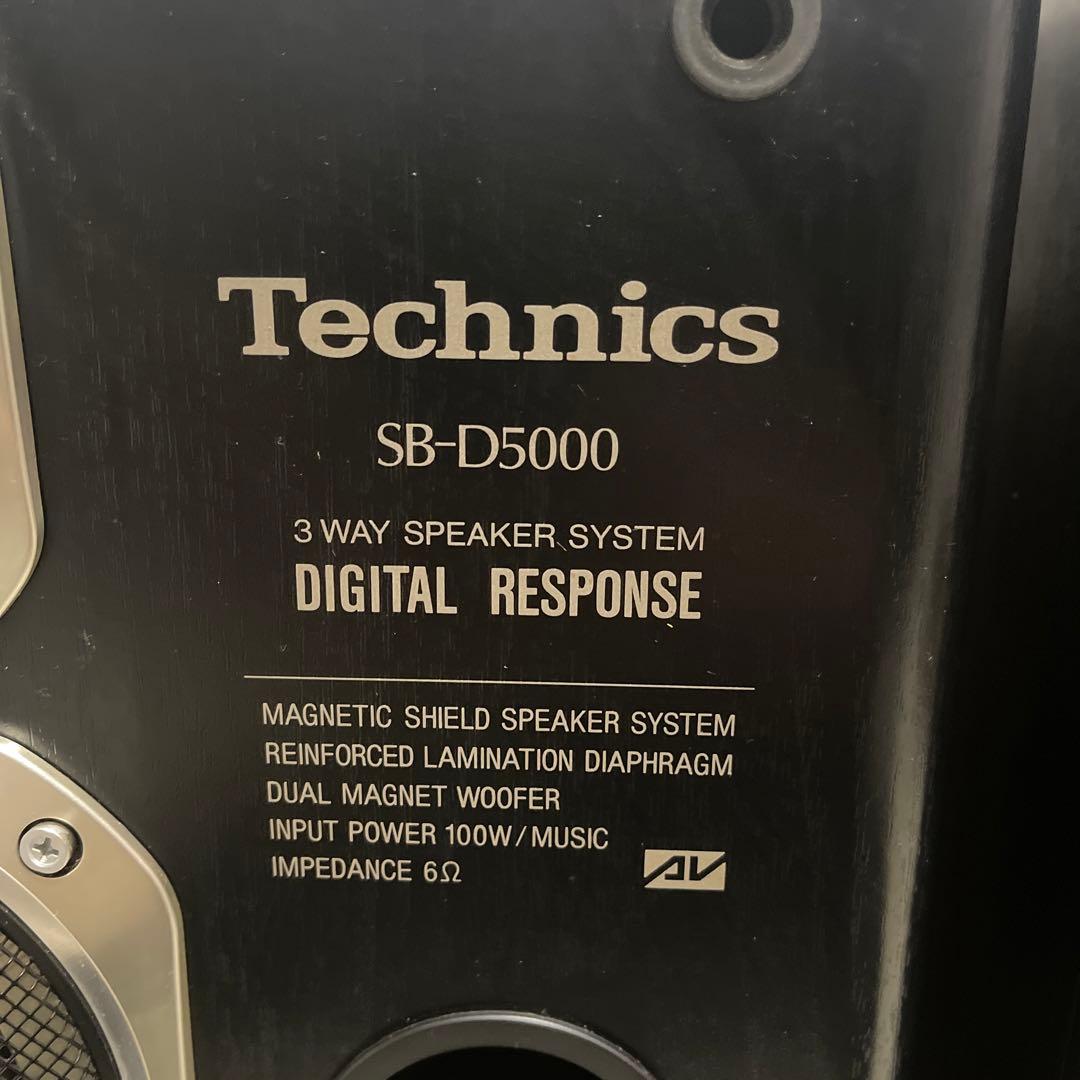 Technics
SB-D5000
3 WAY SPEAKER SYSTEM
DIGITAL RESPONSE
MAGNETIC SHIELD SPEAKER SYSTEM
REINFORCED LAMINATION DIAPHRAGM
DUAL MAGNET WOOFER
INPUT POWER 100W/MUSIC
IMPEDANCE 6Ω
AV